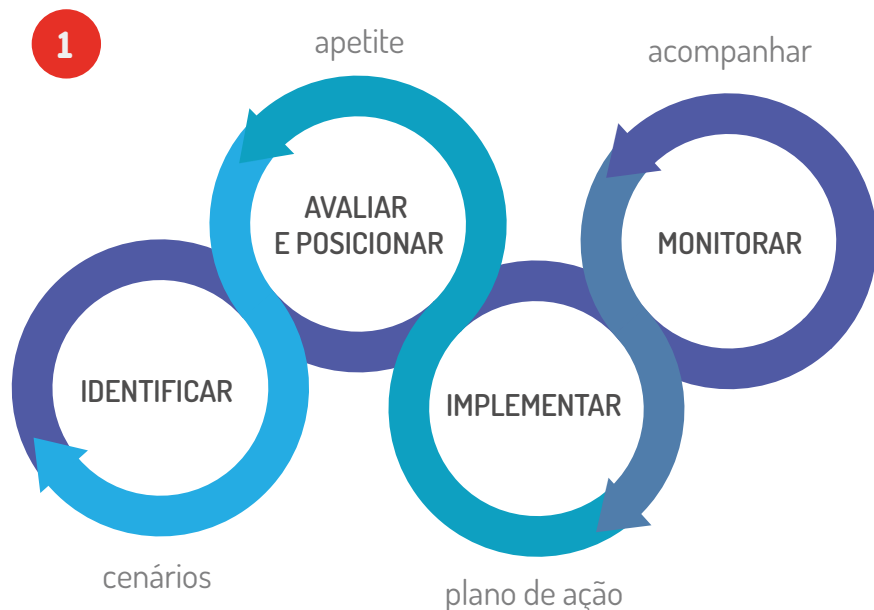 1
apetite
acompanhar
AVALIAR
E POSICIONAR
MONITORAR
IDENTIFICAR
IMPLEMENTAR
cenários
plano de ação